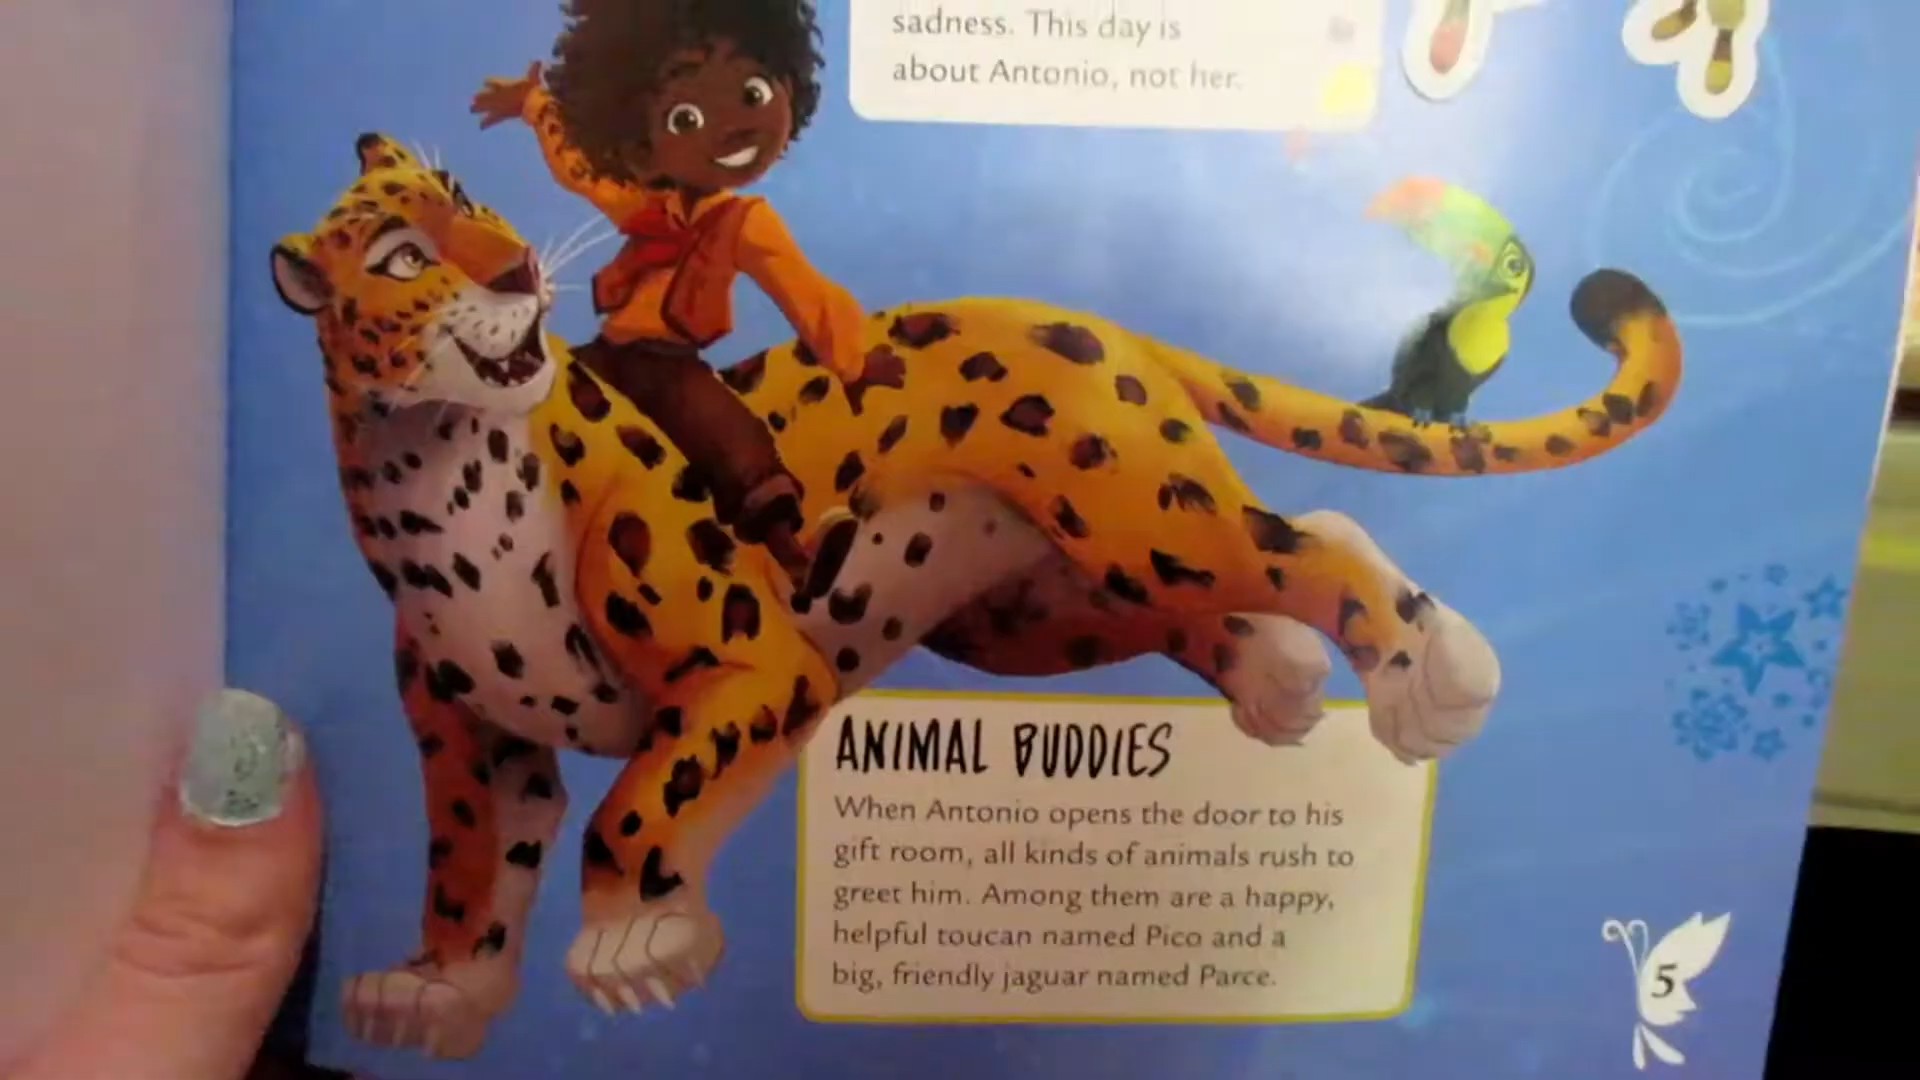 sadness. This day is
about Antonio, not her.
ANIMAL BUDDIES
When Antonio opens the door to his
gift room, all kinds of animals rush to
greet him. Among them are a happy,
helpful toucan named Pico and a
big, friendly jaguar named Parce.
5